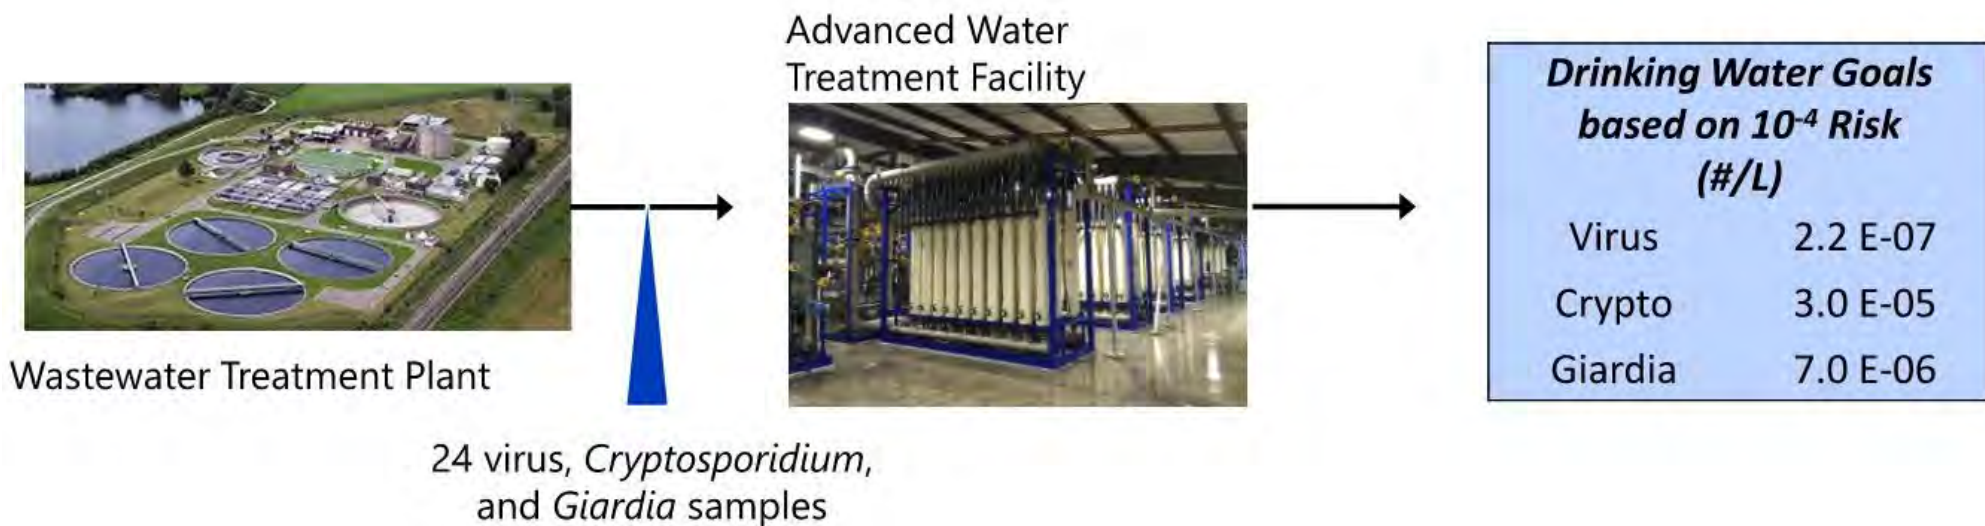 Advanced Water
Treatment Facility
Wastewater Treatment Plant
24 virus, Cryptosporidium,
and Giardia samples
Drinking Water Goals
based on 10⁻⁴ Risk
(#/L)
Virus 2.2 E-07
Crypto 3.0 E-05
Giardia 7.0 E-06